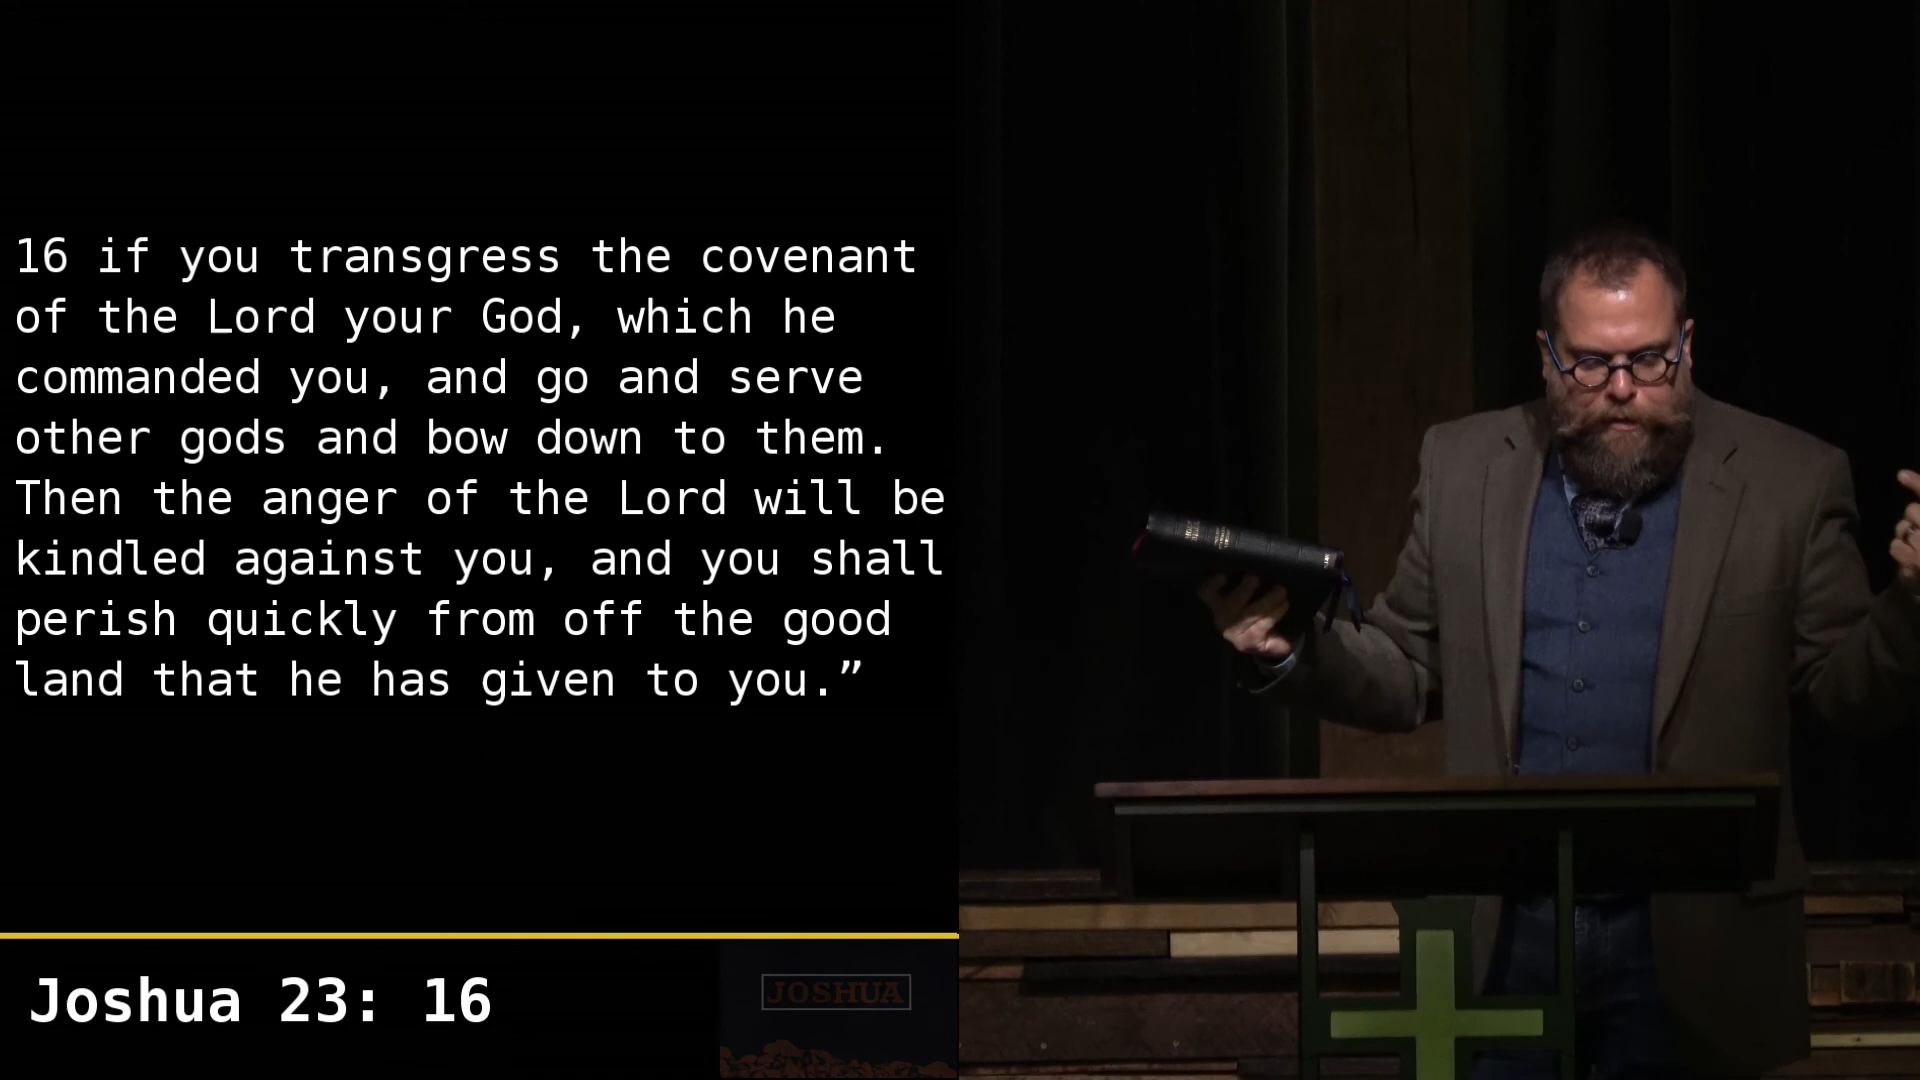 16 if you transgress the covenant
of the Lord your God, which he
commanded you, and go and serve
other gods and bow down to them.
Then the anger of the Lord will be
kindled against you, and you shall
perish quickly from off the good
land that he has given to you.”
Joshua 23: 16
JOSHUA